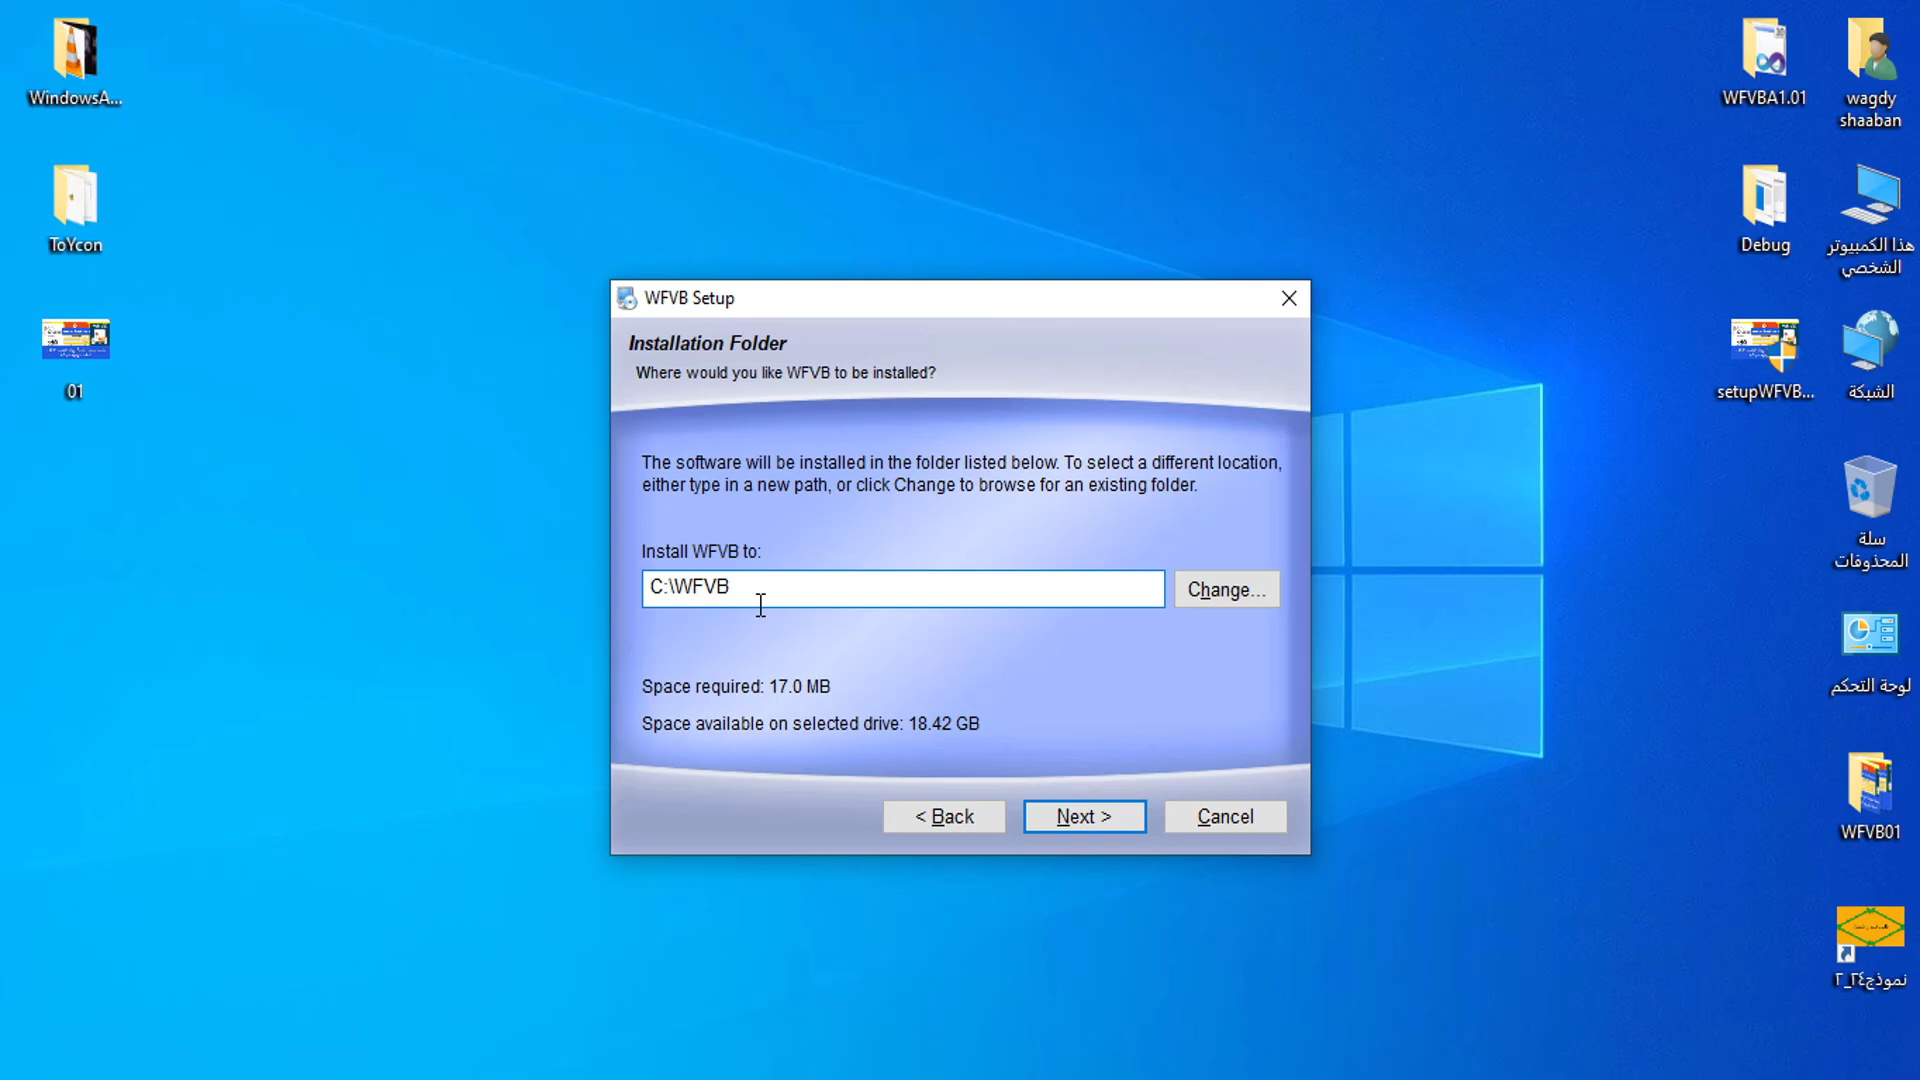 WindowsA...
ToYcon
01
WFVB Setup
Installation Folder
Where would you like WFVB to be installed?
The software will be installed in the folder listed below. To select a different location,
either type in a new path, or click Change to browse for an existing folder.
Install WFVB to:
C:\WFVB
Change...
Space required: 17.0 MB
Space available on selected drive: 18.42 GB
< Back
Next >
Cancel
WFVBA1.01
Debug
setupWFVB...
wagdy
shaaban
هذا الكمبيوتر
الشخصي
الشبكة
سلة
المحذوفات
لوحة التحكم
WFVB01
نموذج٢٤_٢